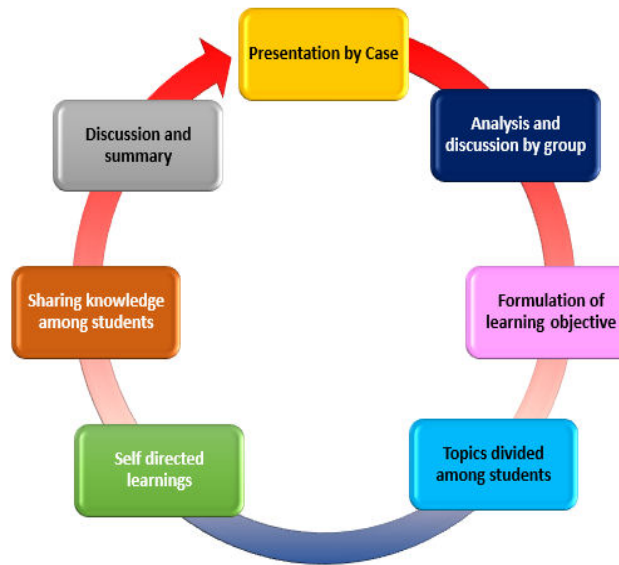 Presentation by Case
Analysis and
discussion by group
Formulation of
learning objective
Topics divided
among students
Self directed
learnings
Sharing knowledge
among students
Discussion and
summary